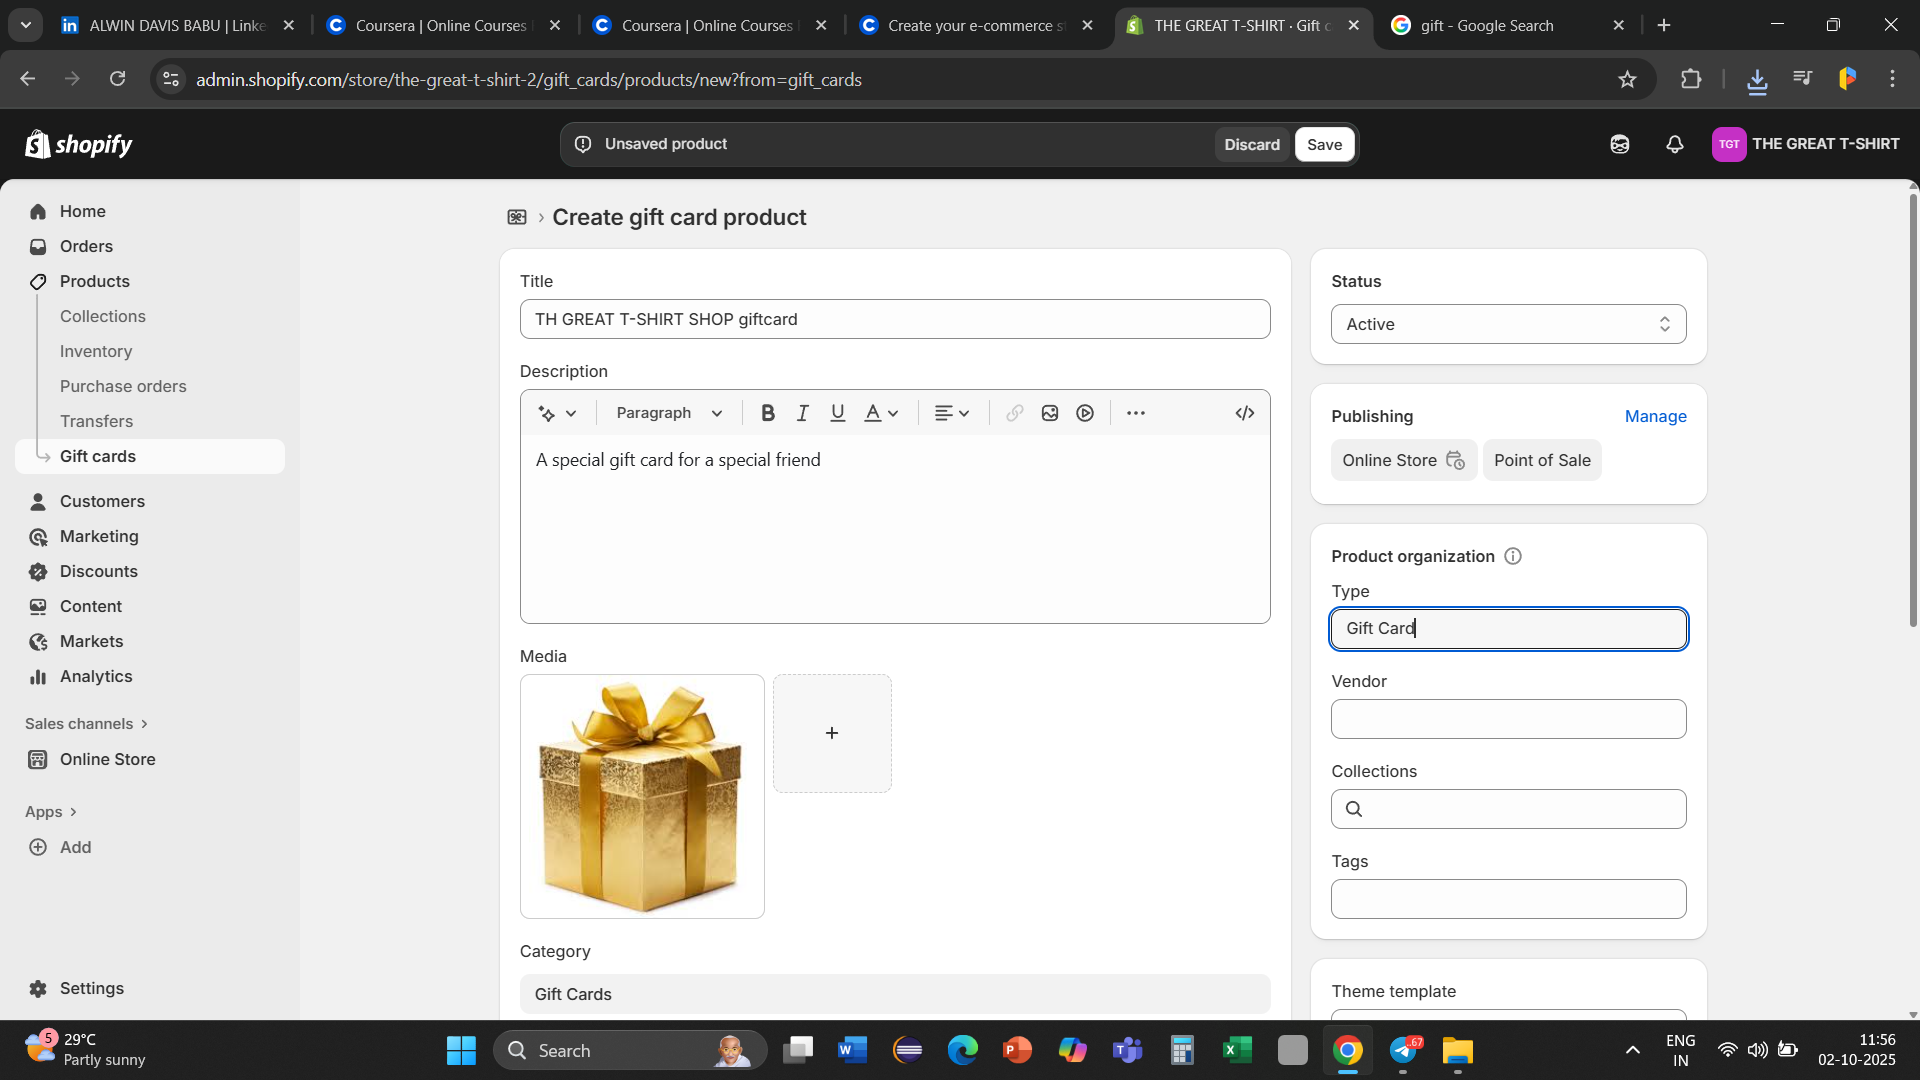 ALWIN DAVIS BABU | Linke
Coursera | Online Courses
Coursera | Online Courses
Create your e-commerce st
THE GREAT T-SHIRT · Gift c
gift - Google Search
admin.shopify.com/store/the-great-t-shirt-2/gift_cards/products/new?from=gift_cards
shopify
Unsaved product
Discard
Save
TGT
THE GREAT T-SHIRT
Home
Orders
Products
Collections
Inventory
Purchase orders
Transfers
Gift cards
Customers
Marketing
Discounts
Content
Markets
Analytics
Sales channels
Online Store
Apps
Add
Settings
Create gift card product
Title
TH GREAT T-SHIRT SHOP giftcard
Description
Paragraph
A special gift card for a special friend
Media
Category
Gift Cards
Status
Active
Publishing
Manage
Online Store
Point of Sale
Product organization
Type
Gift Card
Vendor
Collections
Tags
Theme template
5
29°C
Partly sunny
Search
.67
ENG
IN
11:56
02-10-2025